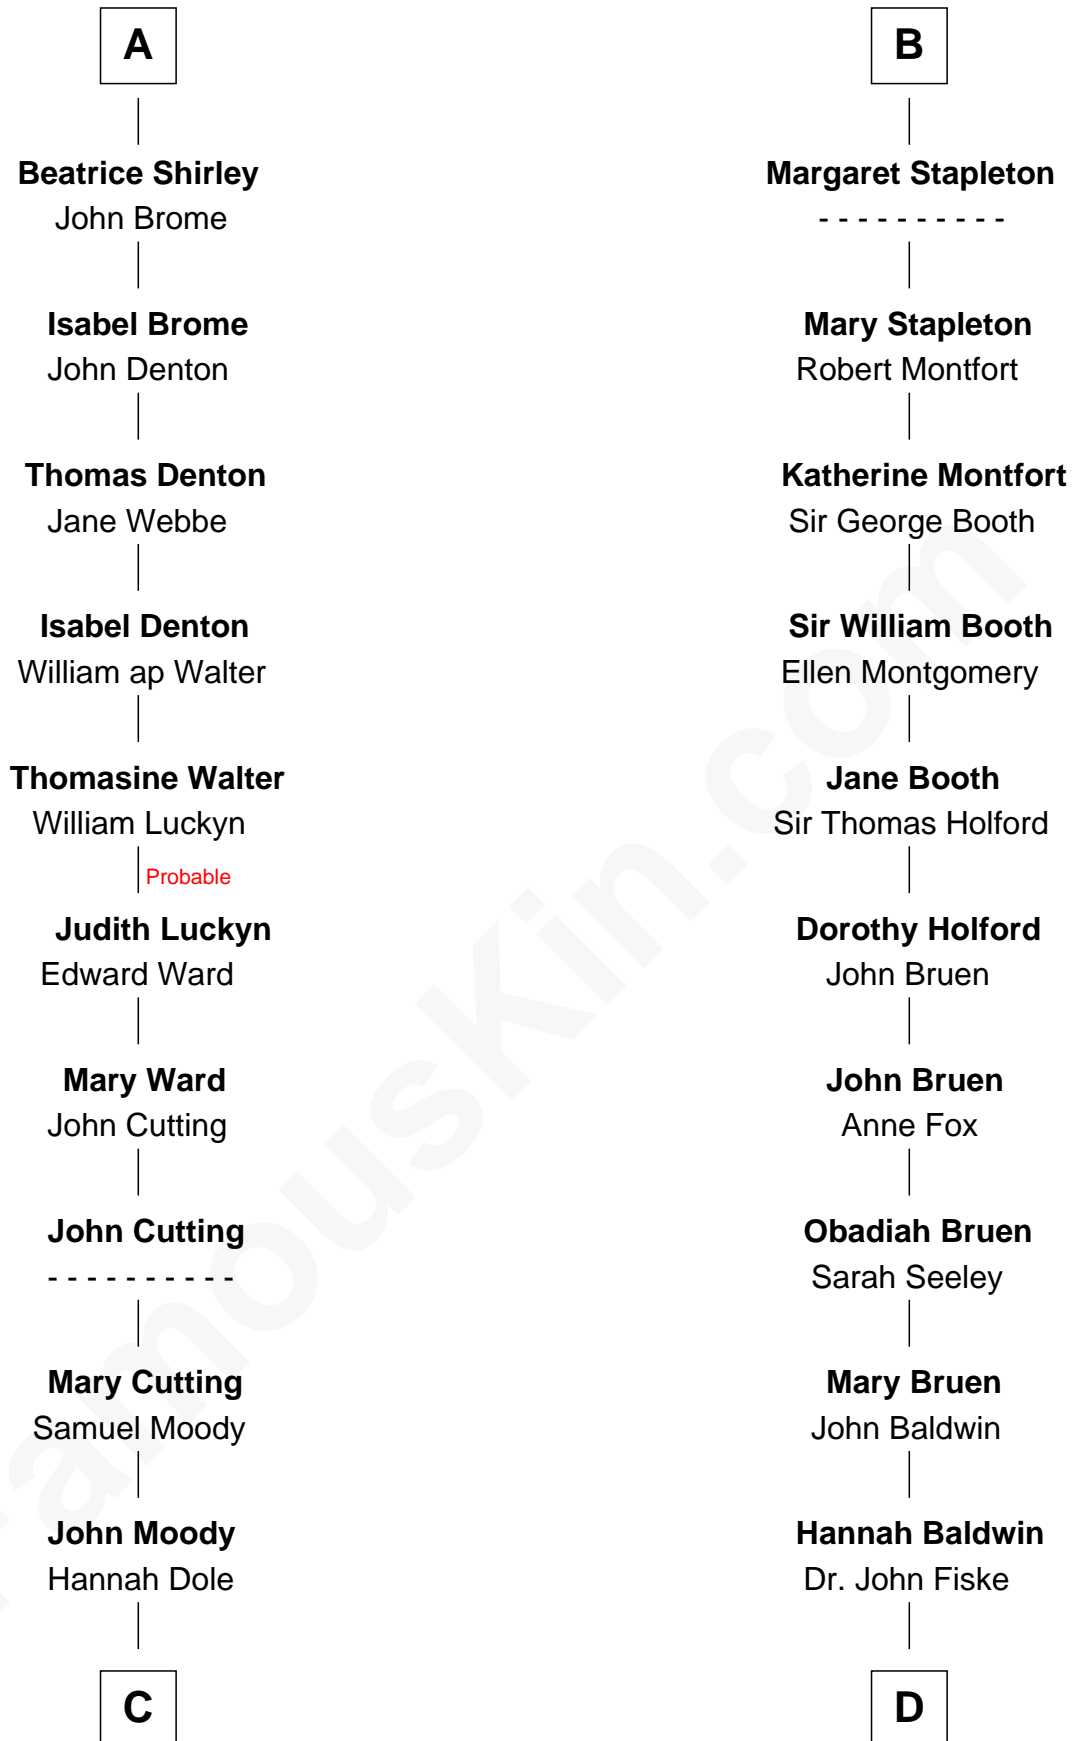 A
Beatrice Shirley
John Brome
Isabel Brome
John Denton
Thomas Denton
Jane Webbe
Isabel Denton
William ap Walter
Thomasine Walter
William Luckyn
Probable
Judith Luckyn
Edward Ward
Mary Ward
John Cutting
John Cutting
- - - - - - - - - -
Mary Cutting
Samuel Moody
John Moody
Hannah Dole
C
B
Margaret Stapleton
- - - - - - - - - -
Mary Stapleton
Robert Montfort
Katherine Montfort
Sir George Booth
Sir William Booth
Ellen Montgomery
Jane Booth
Sir Thomas Holford
Dorothy Holford
John Bruen
John Bruen
Anne Fox
Obadiah Bruen
Sarah Seeley
Mary Bruen
John Baldwin
Hannah Baldwin
Dr. John Fiske
D
FamousKin.com